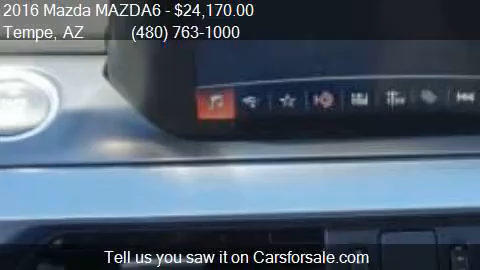 2016 Mazda MAZDA6 - $24,170.00
Tempe, AZ (480) 763-1000
Tell us you saw it on Carsforsale.com